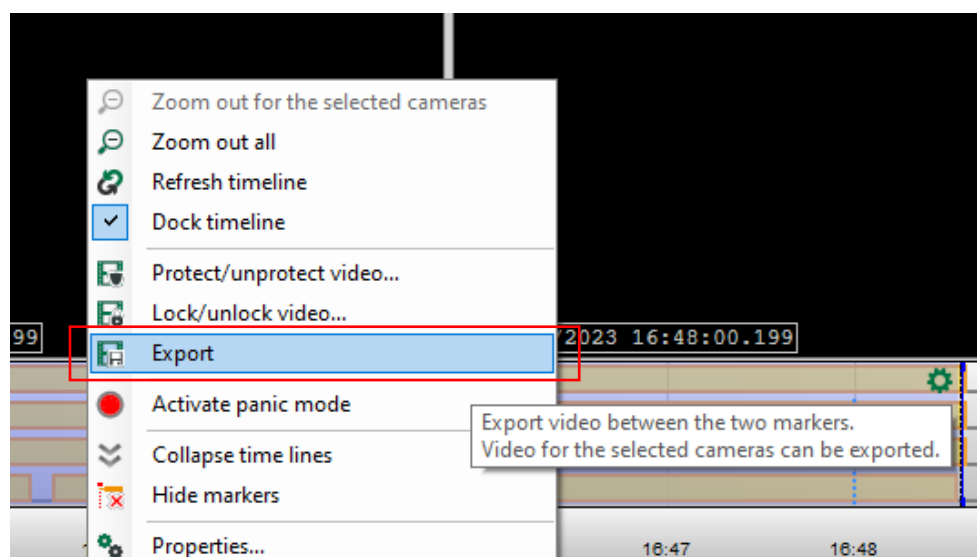 Zoom out for the selected cameras
Zoom out all
Refresh timeline
Dock timeline
Protect/unprotect video...
Lock/unlock video...
99
/2023 16:48:00.199
Export
Activate panic mode
Export video between the two markers.
Video for the selected cameras can be exported.
Collapse time lines
Hide markers
Properties...
16:47
16:48